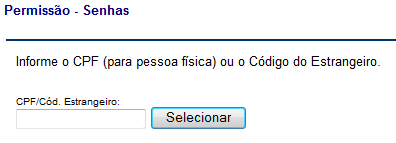 Permissão - Senhas
Informe o CPF (para pessoa física) ou o Código do Estrangeiro.
CPF/Cód. Estrangeiro:
Selecionar